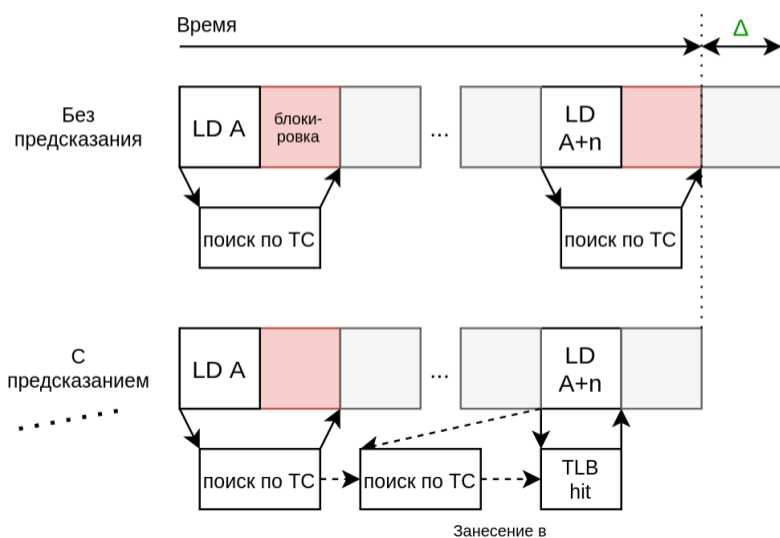 Время
Δ
Без
предсказания
LD A
блоки-
ровка
...
LD
A+n
поиск по ТС
поиск по ТС
С
предсказанием
LD A
...
LD
A+n
поиск по ТС
поиск по ТС
TLB
hit
Занесение в